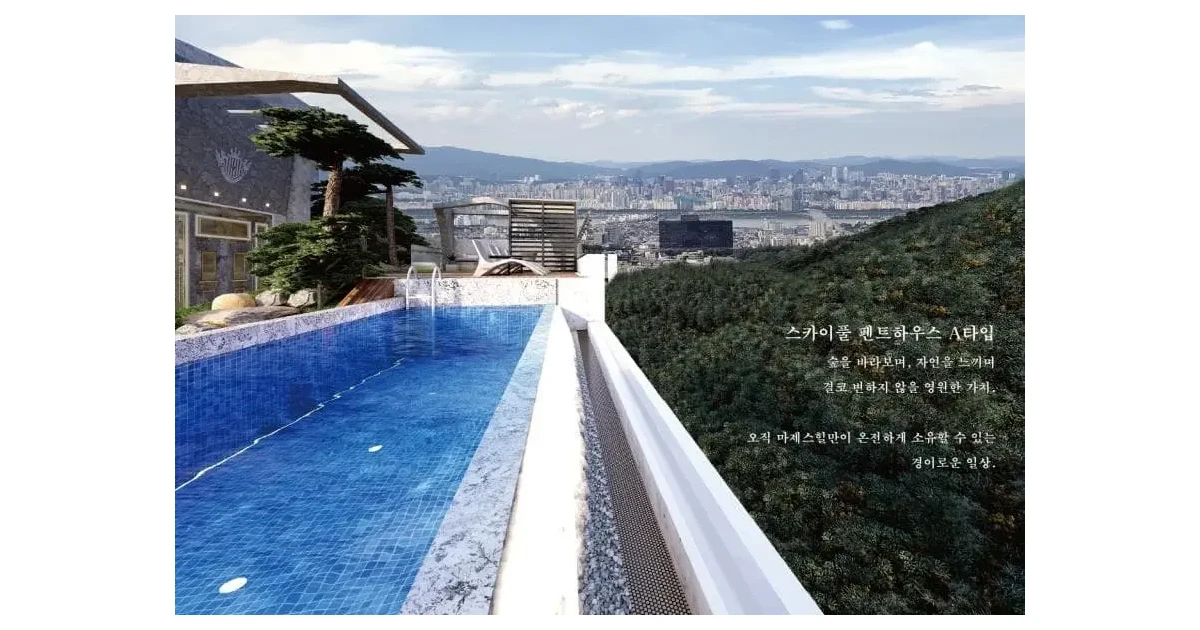 스카이풀 펜트하우스 A타입
숲을 바라보며, 자연을 느끼며
결코 변하지 않을 영원한 가치.
오직 마제스힐만이 온전하게 소유할 수 있는
경이로운 일상.